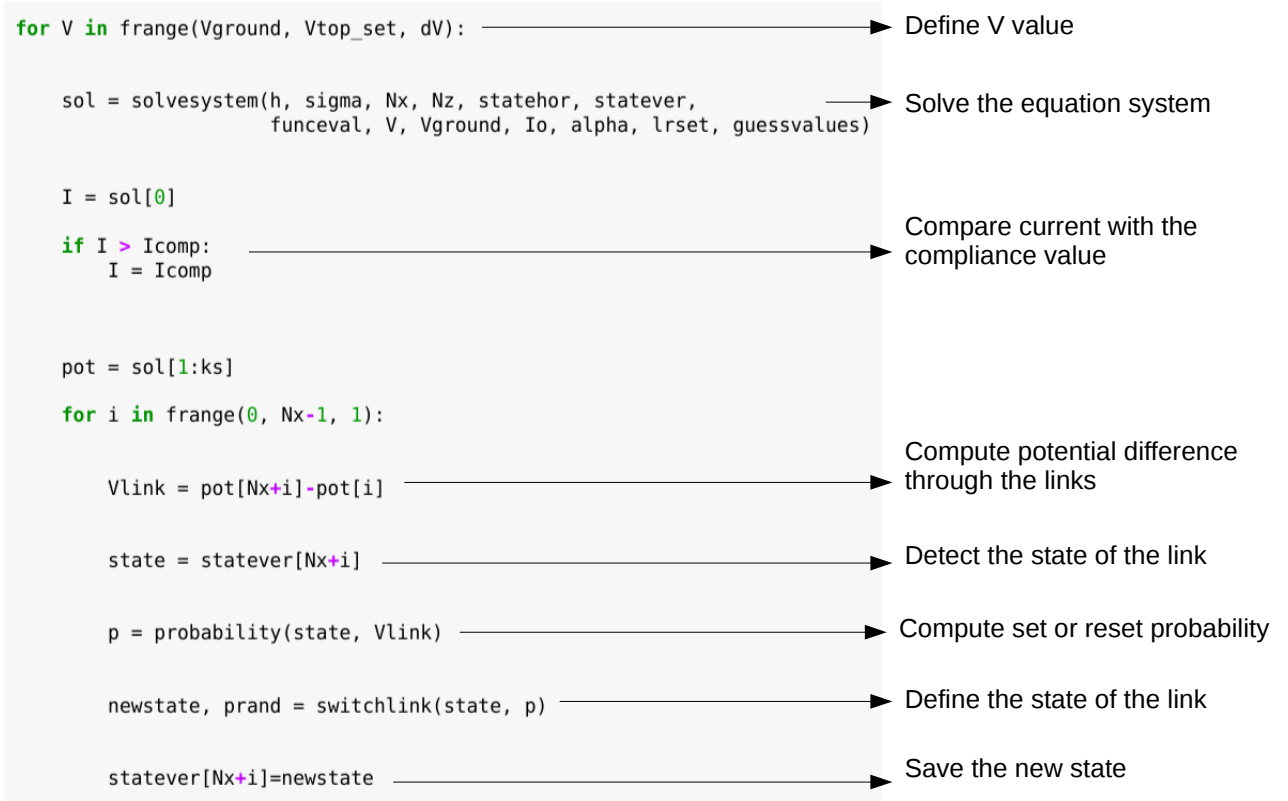 for V in frange(Vground, Vtop_set, dV):
Define V value
sol = solvesystem(h, sigma, Nx, Nz, statehor, statever,
funceval, V, Vground, Io, alpha, lrset, guessvalues)
Solve the equation system
I = sol[0]
if I > Icomp:
I = Icomp
Compare current with the
compliance value
pot = sol[1:ks]
for i in frange(0, Nx-1, 1):
Vlink = pot[Nx+i]-pot[i]
Compute potential difference
through the links
state = statever[Nx+i]
Detect the state of the link
p = probability(state, Vlink)
Compute set or reset probability
newstate, prand = switchlink(state, p)
Define the state of the link
statever[Nx+i]=newstate
Save the new state